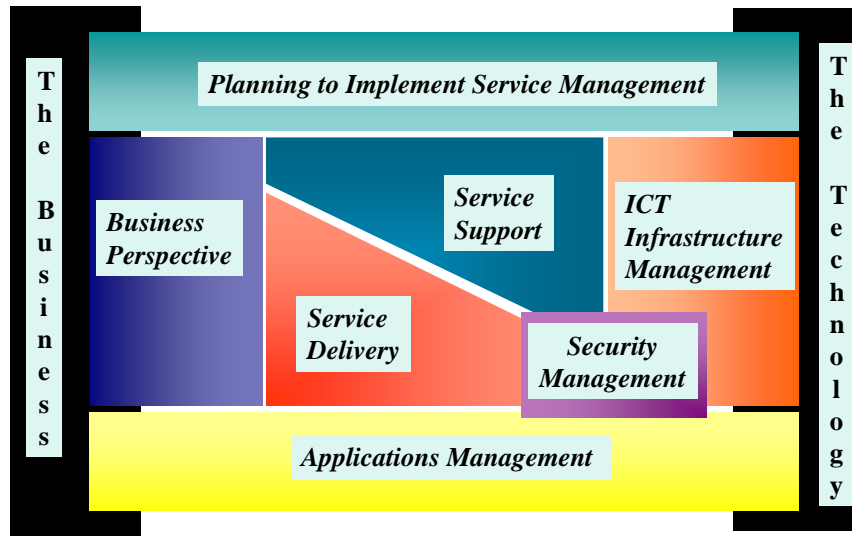 The Business
Planning to Implement Service Management
The Technology
Business
Perspective
Service
Support
ICT
Infrastructure
Management
Service
Delivery
Security
Management
Applications Management